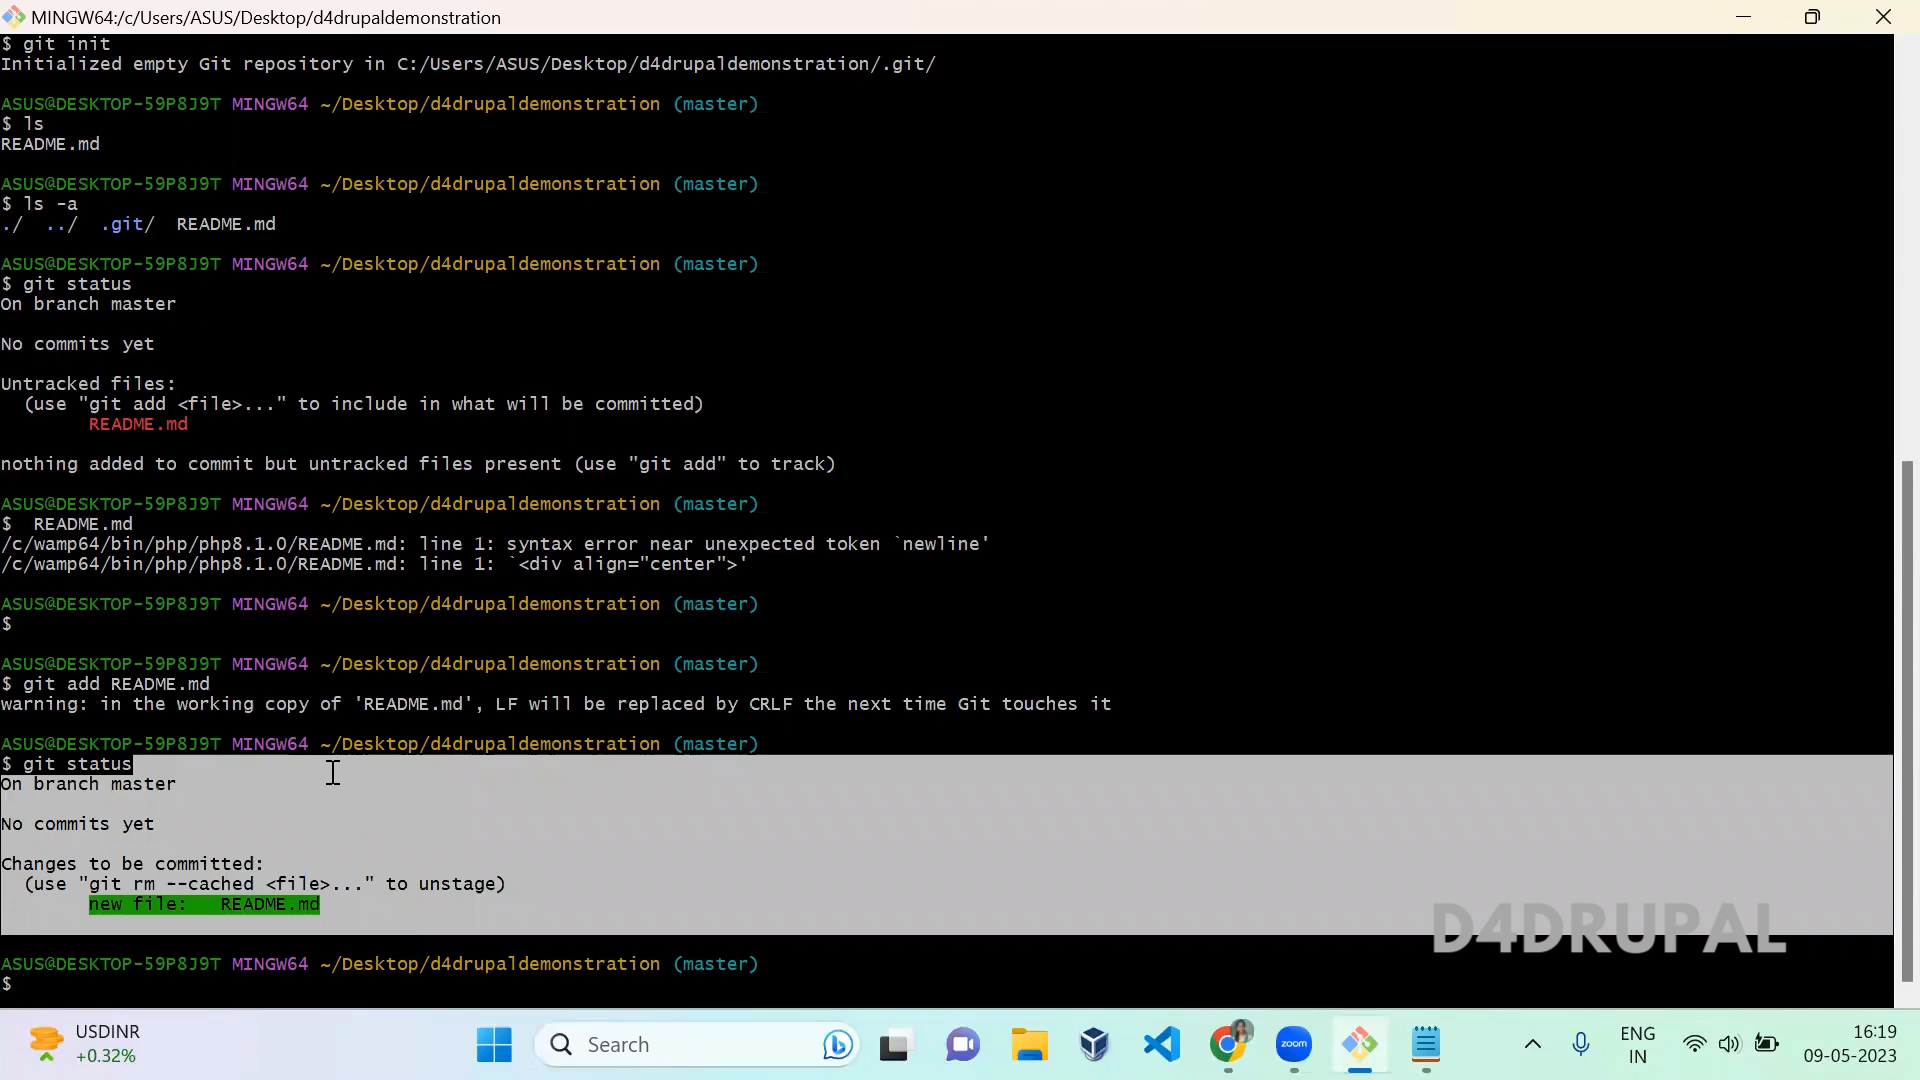 MINGW64:/c/Users/ASUS/Desktop/d4drupaldemonstration
$ git init
Initialized empty Git repository in C:/Users/ASUS/Desktop/d4drupaldemonstration/.git/
ASUS@DESKTOP-59P8J9T MINGW64 ~/Desktop/d4drupaldemonstration (master)
$ ls
README.md
ASUS@DESKTOP-59P8J9T MINGW64 ~/Desktop/d4drupaldemonstration (master)
$ ls -a
./  ../  .git/  README.md
ASUS@DESKTOP-59P8J9T MINGW64 ~/Desktop/d4drupaldemonstration (master)
$ git status
On branch master
No commits yet
Untracked files:
  (use "git add <file>..." to include in what will be committed)
        README.md
nothing added to commit but untracked files present (use "git add" to track)
ASUS@DESKTOP-59P8J9T MINGW64 ~/Desktop/d4drupaldemonstration (master)
$  README.md
/c/wamp64/bin/php/php8.1.0/README.md: line 1: syntax error near unexpected token `newline'
/c/wamp64/bin/php/php8.1.0/README.md: line 1: `<div align="center">'
ASUS@DESKTOP-59P8J9T MINGW64 ~/Desktop/d4drupaldemonstration (master)
$
ASUS@DESKTOP-59P8J9T MINGW64 ~/Desktop/d4drupaldemonstration (master)
$ git add README.md
warning: in the working copy of 'README.md', LF will be replaced by CRLF the next time Git touches it
ASUS@DESKTOP-59P8J9T MINGW64 ~/Desktop/d4drupaldemonstration (master)
$ git status
On branch master
No commits yet
Changes to be committed:
  (use "git rm --cached <file>..." to unstage)
        new file:   README.md
D4DRUPAL
ASUS@DESKTOP-59P8J9T MINGW64 ~/Desktop/d4drupaldemonstration (master)
$
USDINR
+0.32%
Search
zoom
ENG
IN
16:19
09-05-2023